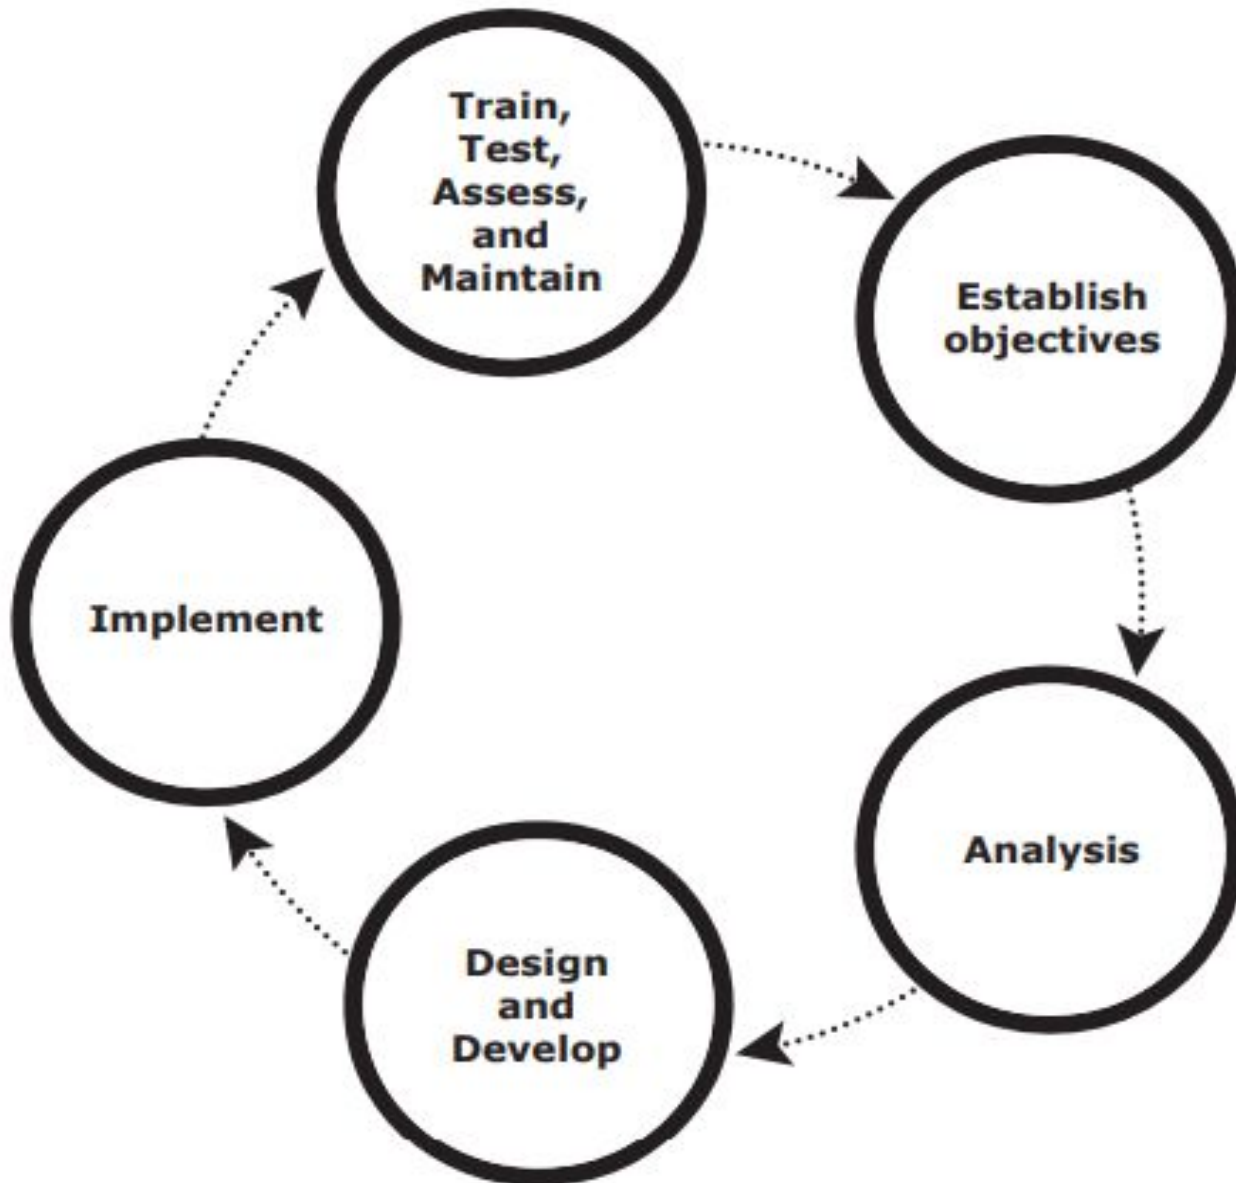 Train,
Test,
Assess,
and
Maintain
Establish
objectives
Analysis
Design
and
Develop
Implement